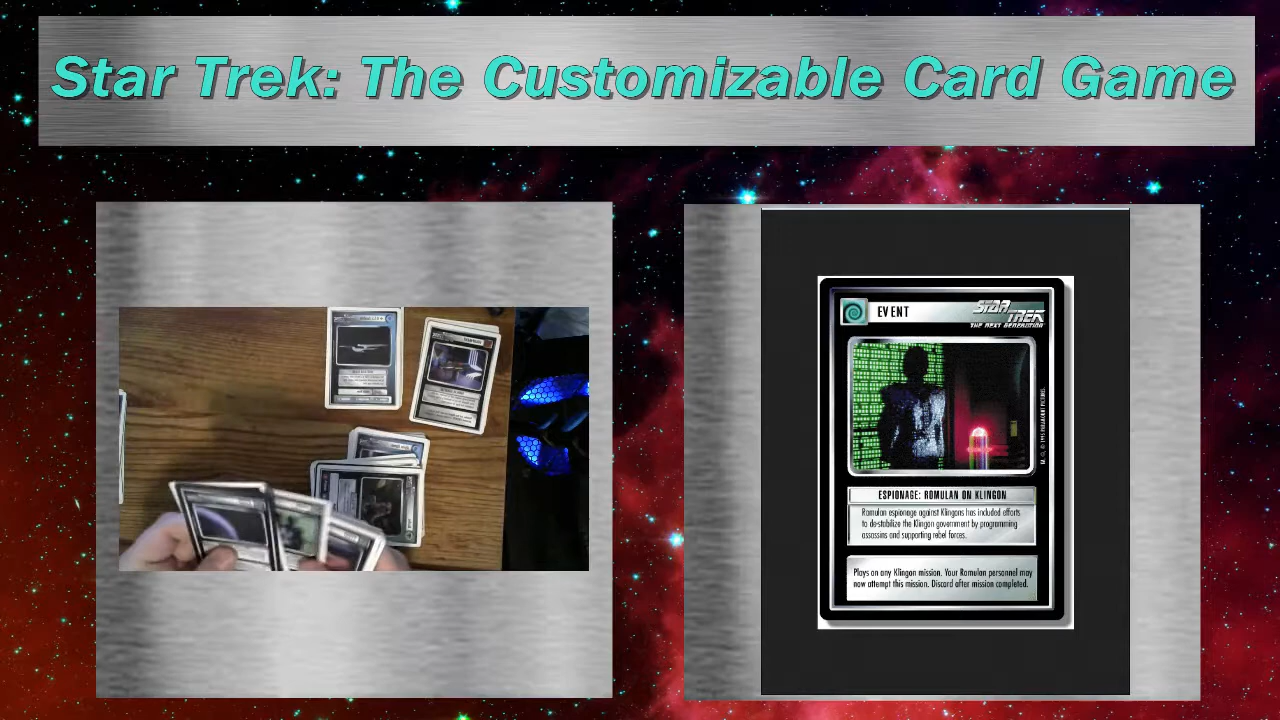 Star Trek: The Customizable Card Game
EVENT
STAR TREK
THE NEXT GENERATION
ESPIONAGE: ROMULAN ON KLINGON
Romulan espionage against Klingons has included efforts
to de-stabilize the Klingon government by programming
assassins and supporting rebel forces.
Plays on any Klingon mission. Your Romulan personnel may
now attempt this mission. Discard after mission completed.